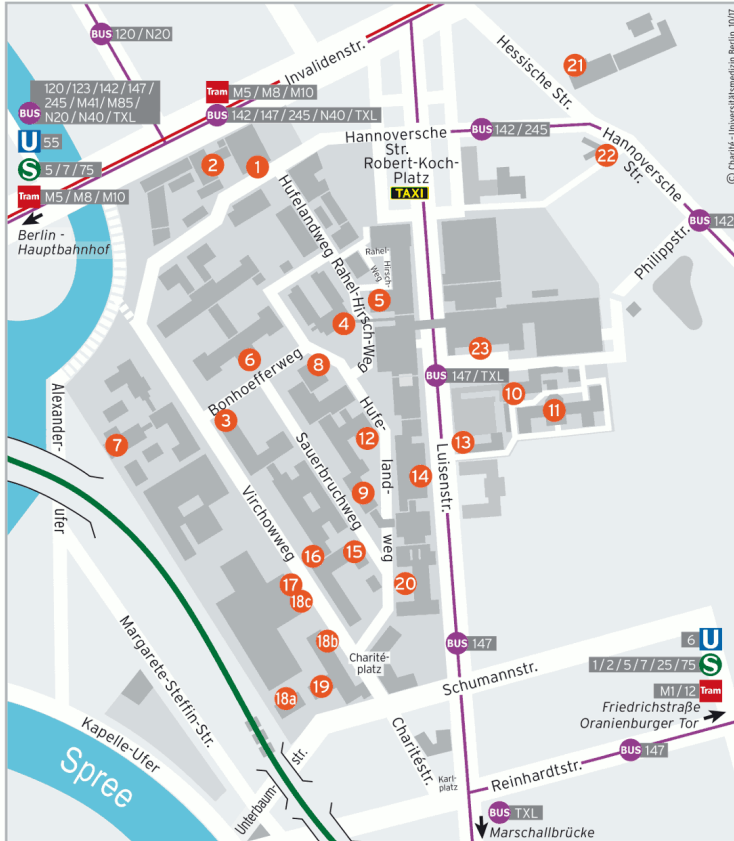 BUS 120 / N20
120 / 123 / 142 / 147 /
245 / M41 / M85 /
N20 / N40 / TXL
BUS
U 55
S 5 / 7 / 75
Tram M5 / M8 / M10
Berlin -
Hauptbahnhof
Invalidenstr.
Tram M5 / M8 / M10
BUS 142 / 147 / 245 / N40 / TXL
Hessische Str.
21
© Charité - Universitätsmedizin Berlin, 10/17
Hannoversche
Str.
BUS 142 / 245
Hannoversche
Str.
22
Robert-Koch-
Platz
TAXI
2
1
Hufelandweg
Rahel-Hirsch-Weg
Rahel-
Hirsch-
weg
BUS 142
Philippstr.
5
4
6
8
Bonhoefferweg
23
BUS 147 / TXL
10
11
3
7
Alexander-
ufer
12
Hufe-
land-
weg
13
14
Luisenstr.
9
Sauerbruchweg
Virchowweg
16
15
17
18c
20
18b
Charité-
platz
19
18a
BUS 147
Schumannstr.
6 U
1 / 2 / 5 / 7 / 25 / 75 S
M1 / 12 Tram
Friedrichstraße
Oranienburger Tor
Margarete-Steffin-Str.
Kapelle-Ufer
Spree
Unterbaum-
str.
Charitéstr.
Karl-
platz
Reinhardtstr.
BUS 147
BUS TXL
Marschallbrücke